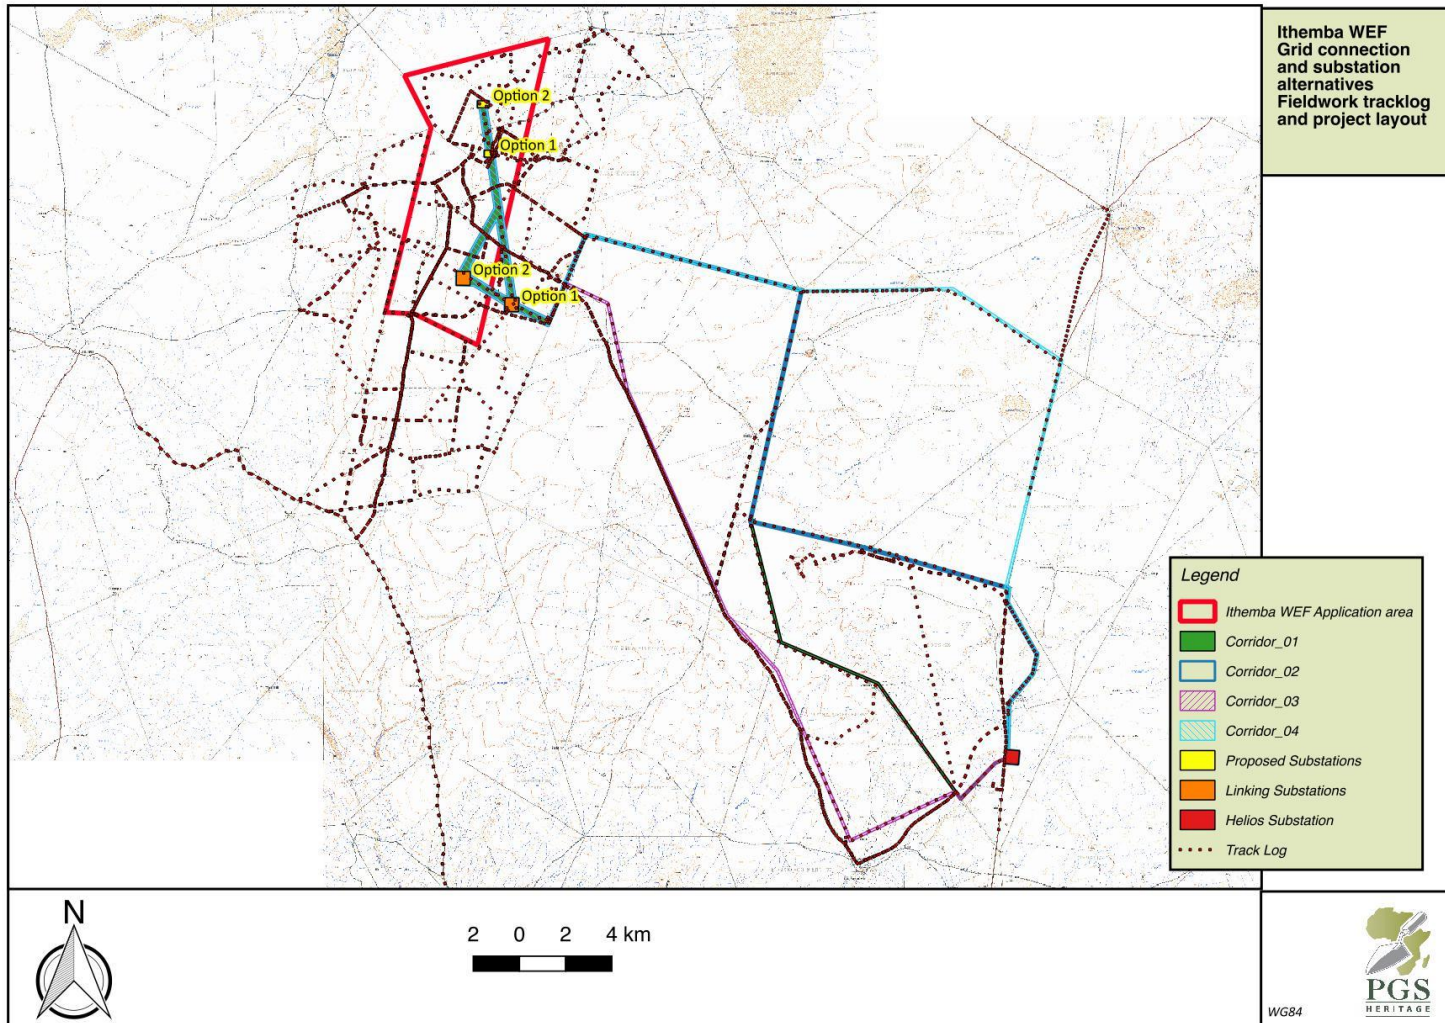 Ithemba WEF
Grid connection
and substation
alternatives
Fieldwork tracklog
and project layout
Option 2
Option 1
Option 2
Option 1
Legend
Ithemba WEF Application area
Corridor_01
Corridor_02
Corridor_03
Corridor_04
Proposed Substations
Linking Substations
Helios Substation
Track Log
N
2 0 2 4 km
WG84
PGS
HERITAGE